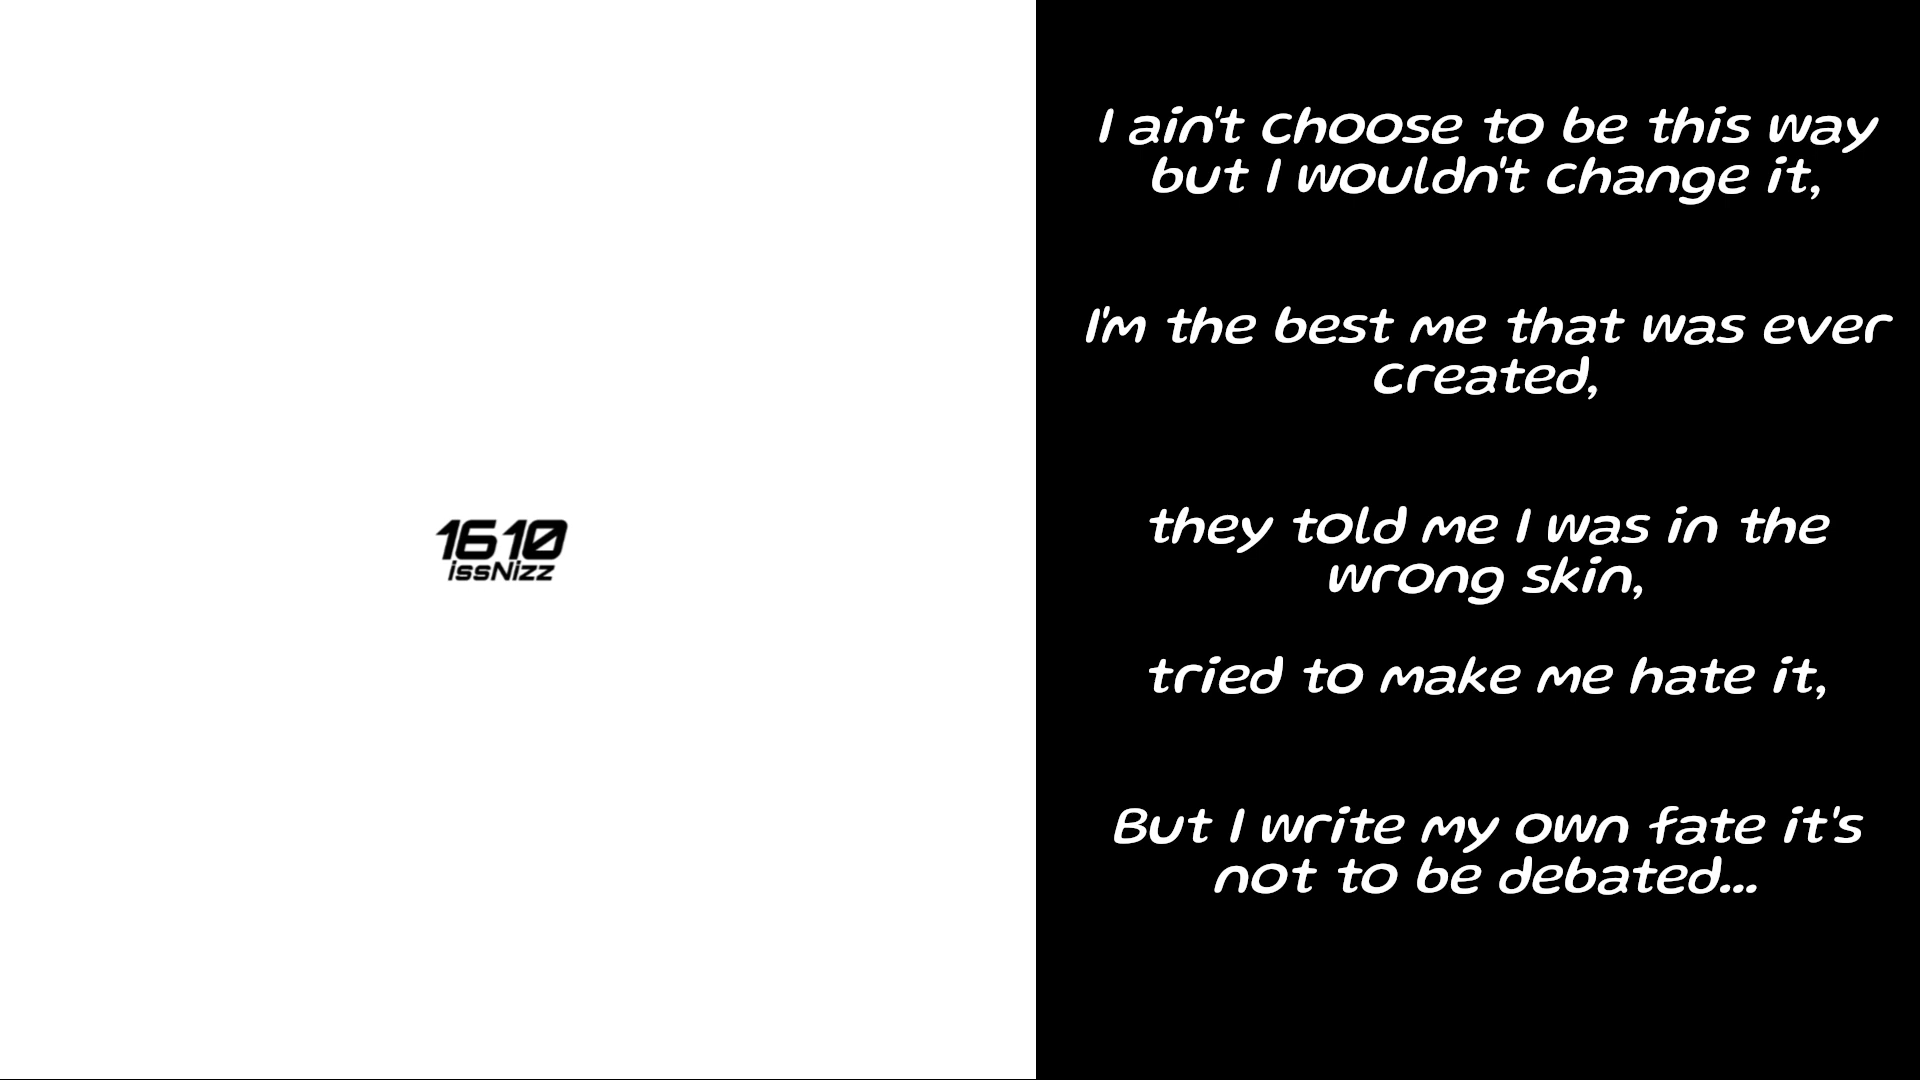 1610
issNizz
I ain't choose to be this way
but I wouldn't change it,
I'm the best me that was ever
created,
they told me I was in the
wrong skin,
tried to make me hate it,
But I write my own fate it's
not to be debated...